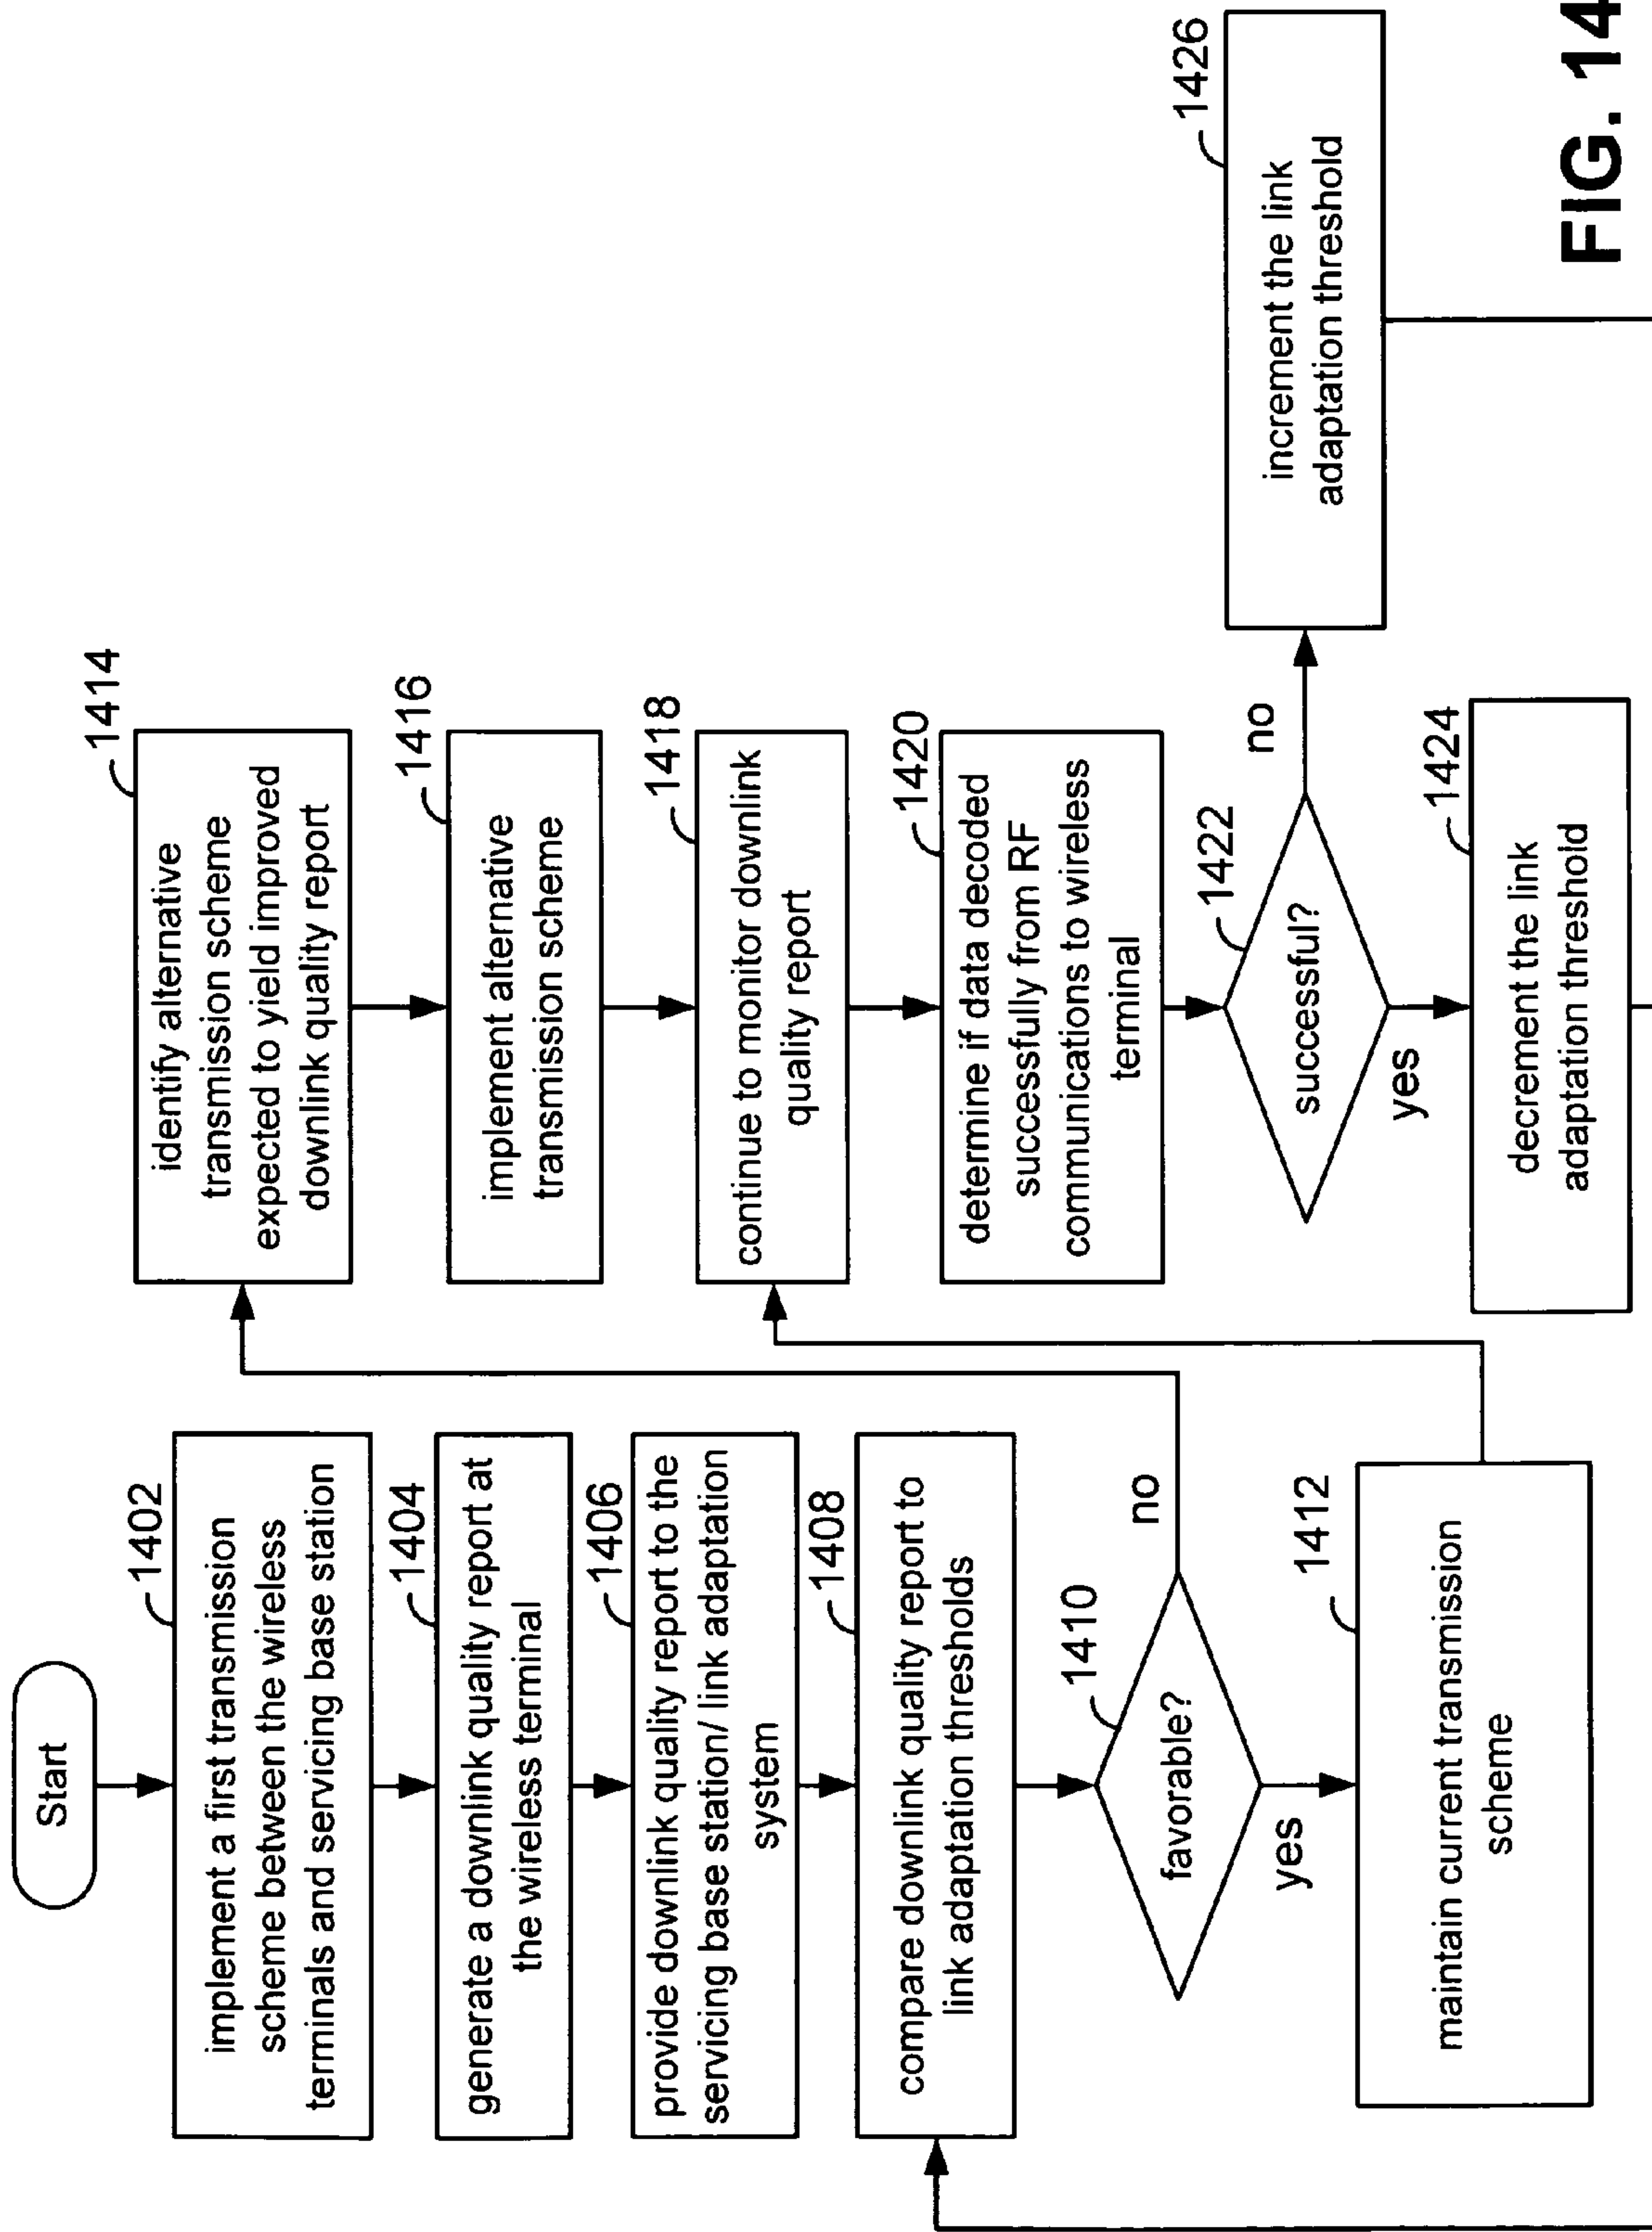 Start
1402
implement a first transmission
scheme between the wireless
terminals and servicing base station
1404
generate a downlink quality report at
the wireless terminal
1406
provide downlink quality report to the
servicing base station/ link adaptation
system
1408
compare downlink quality report to
link adaptation thresholds
1410
favorable?
no
yes
1412
maintain current transmission
scheme
1414
identify alternative
transmission scheme
expected to yield improved
downlink quality report
1416
implement alternative
transmission scheme
1418
continue to monitor downlink
quality report
1420
determine if data decoded
successfully from RF
communications to wireless
terminal
1422
successful?
no
yes
1424
decrement the link
adaptation threshold
1426
increment the link
adaptation threshold
FIG. 14